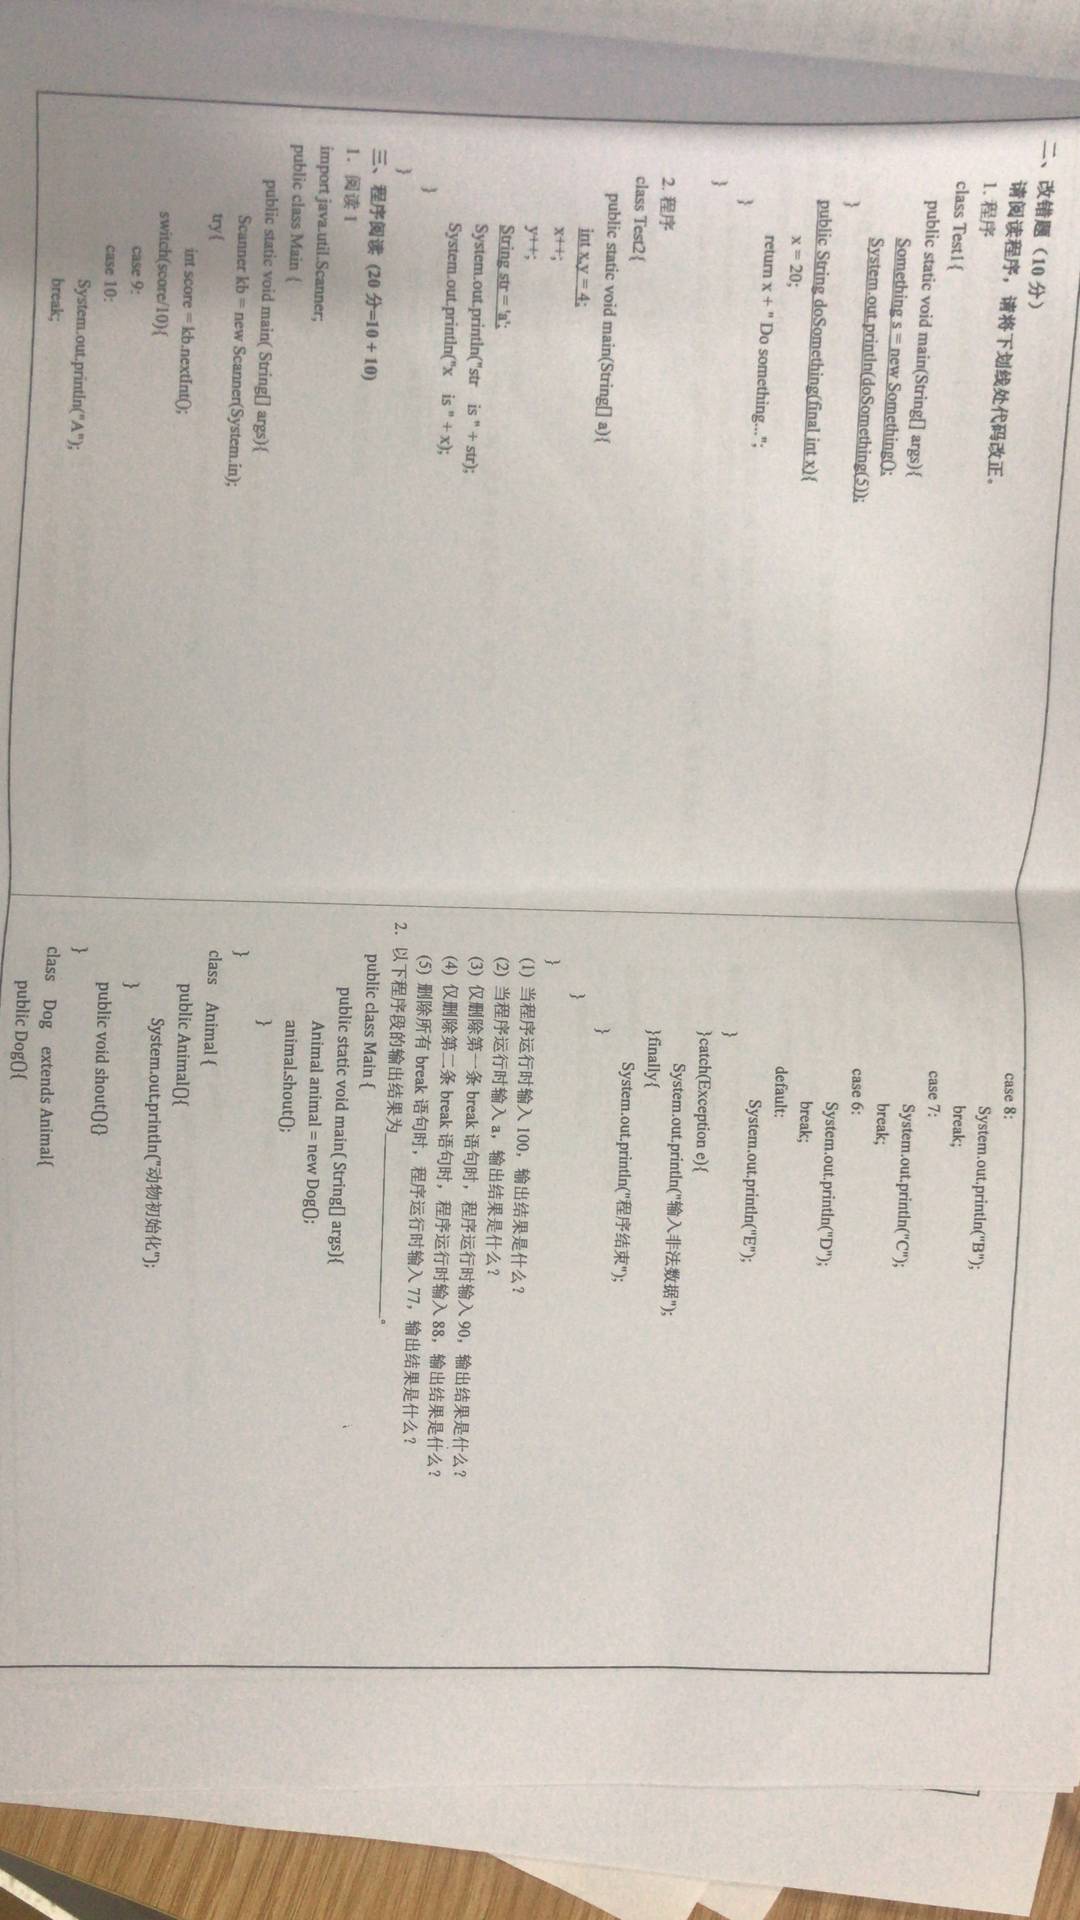 二、改错题（10 分）
请阅读程序，请将下划线处代码改正。
1. 程序
class Test1{
public static void main(String[] args){
Something s = new Something();
System.out.println(doSomething(5));
}
public String doSomething(final int x){
x = 20;
return x + " Do something...";
}
}
2. 程序
class Test2{
public static void main(String[] a){
int x,y = 4;
x++;
y++;
String str = 'a';
System.out.println("str is " + str);
System.out.println("x is " + x);
}
}
三、程序阅读（20 分=10 + 10）
1. 阅读 1
import java.util.Scanner;
public class Main {
public static void main( String[] args){
Scanner kb = new Scanner(System.in);
try{
int score = kb.nextInt();
switch(score/10){
case 9:
case 10:
System.out.println("A");
break;
case 8:
System.out.println("B");
break;
case 7:
System.out.println("C");
break;
case 6:
System.out.println("D");
break;
default:
System.out.println("E");
}
}catch(Exception e){
System.out.println("输入非法数据");
}finally{
System.out.println("程序结束");
}
}
}
(1) 当程序运行时输入 100，输出结果是什么？
(2) 当程序运行时输入 a，输出结果是什么？
(3) 仅删除第一条 break 语句时，程序运行时输入 90，输出结果是什么？
(4) 仅删除第二条 break 语句时，程序运行时输入 88，输出结果是什么？
(5) 删除所有 break 语句时，程序运行时输入 77，输出结果是什么？
2. 以下程序段的输出结果为____________________。
public class Main {
public static void main( String[] args){
Animal animal = new Dog();
animal.shout();
}
}
class Animal {
public Animal(){
System.out.println("动物初始化");
}
public void shout(){}
}
class Dog extends Animal{
public Dog(){